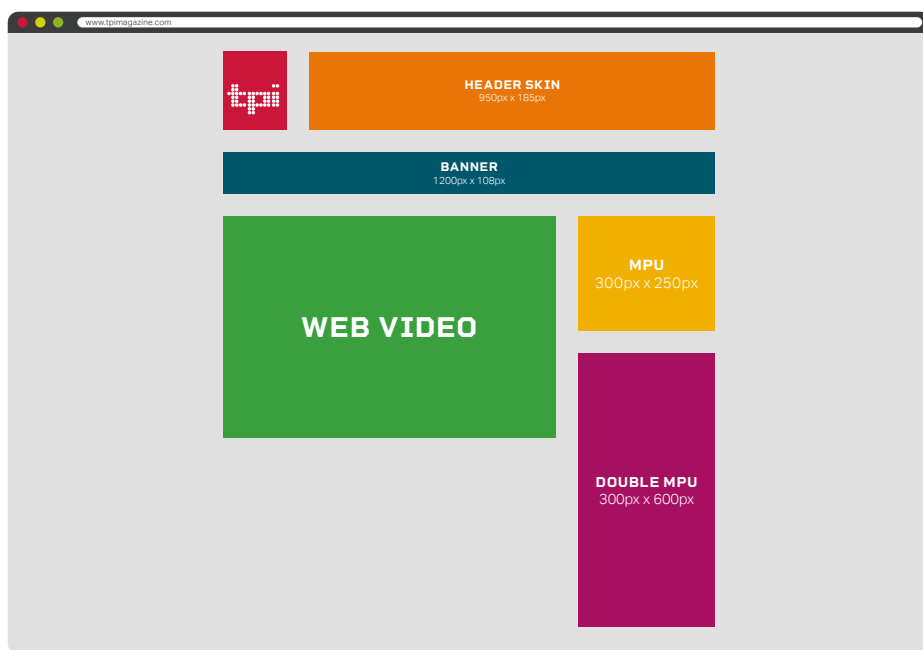 www.tpimagazine.com
tpi
HEADER SKIN
950px x 185px
BANNER
1200px x 108px
WEB VIDEO
MPU
300px x 250px
DOUBLE MPU
300px x 600px